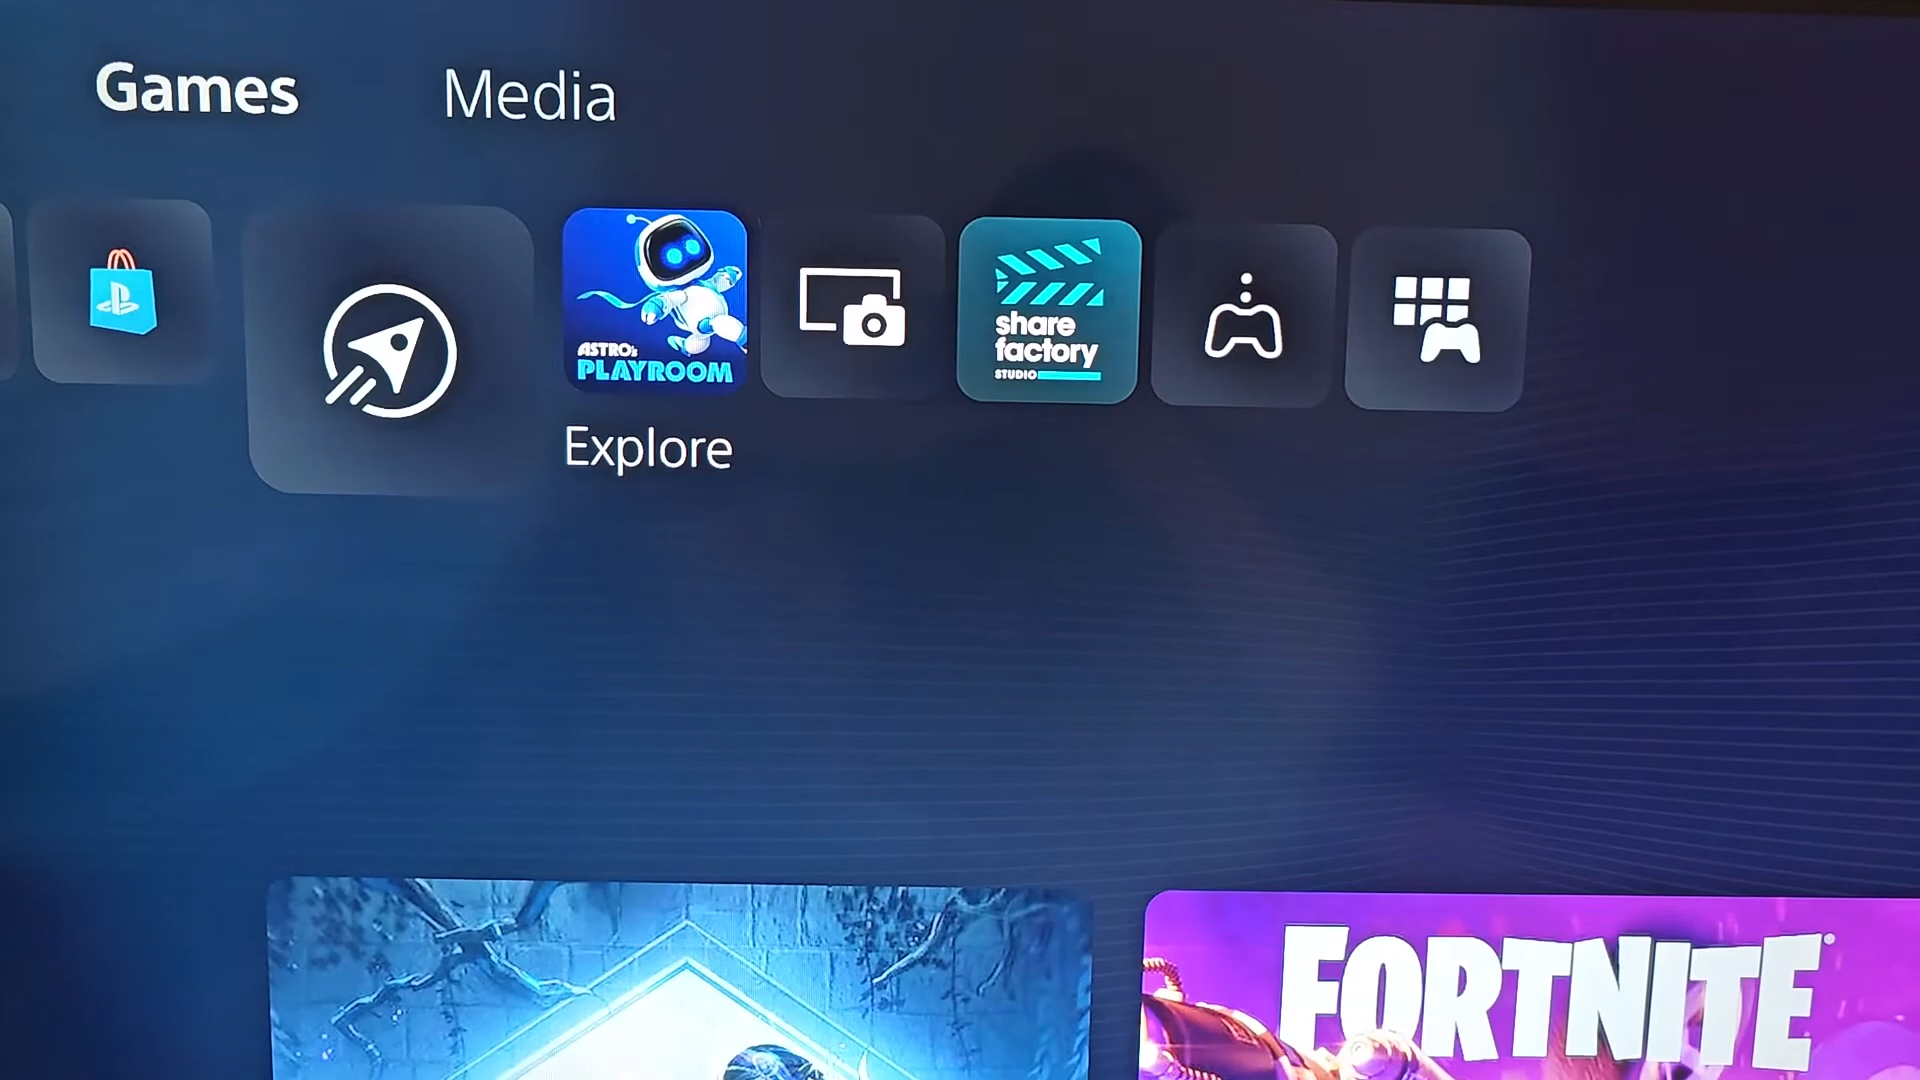 Games
Media
ASTRO's
PLAYROOM
share
factory
STUDIO
Explore
FORTNITE